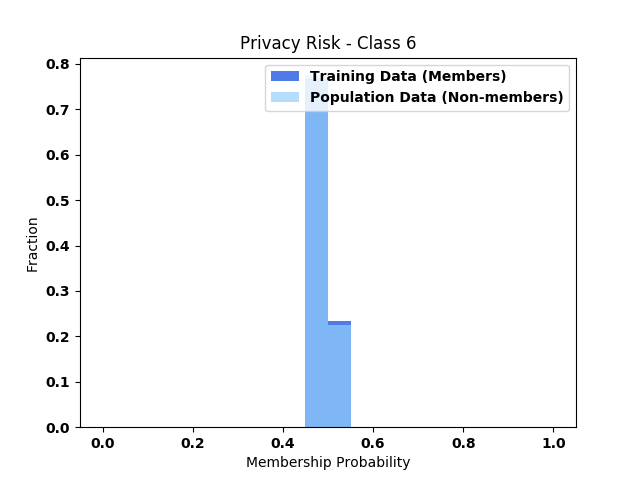 Privacy Risk - Class 6
Training Data (Members)
Population Data (Non-members)
0.8
0.7
0.6
0.5
0.4
0.3
0.2
0.1
0.0
Fraction
0.0 0.2 0.4 0.6 0.8 1.0
Membership Probability